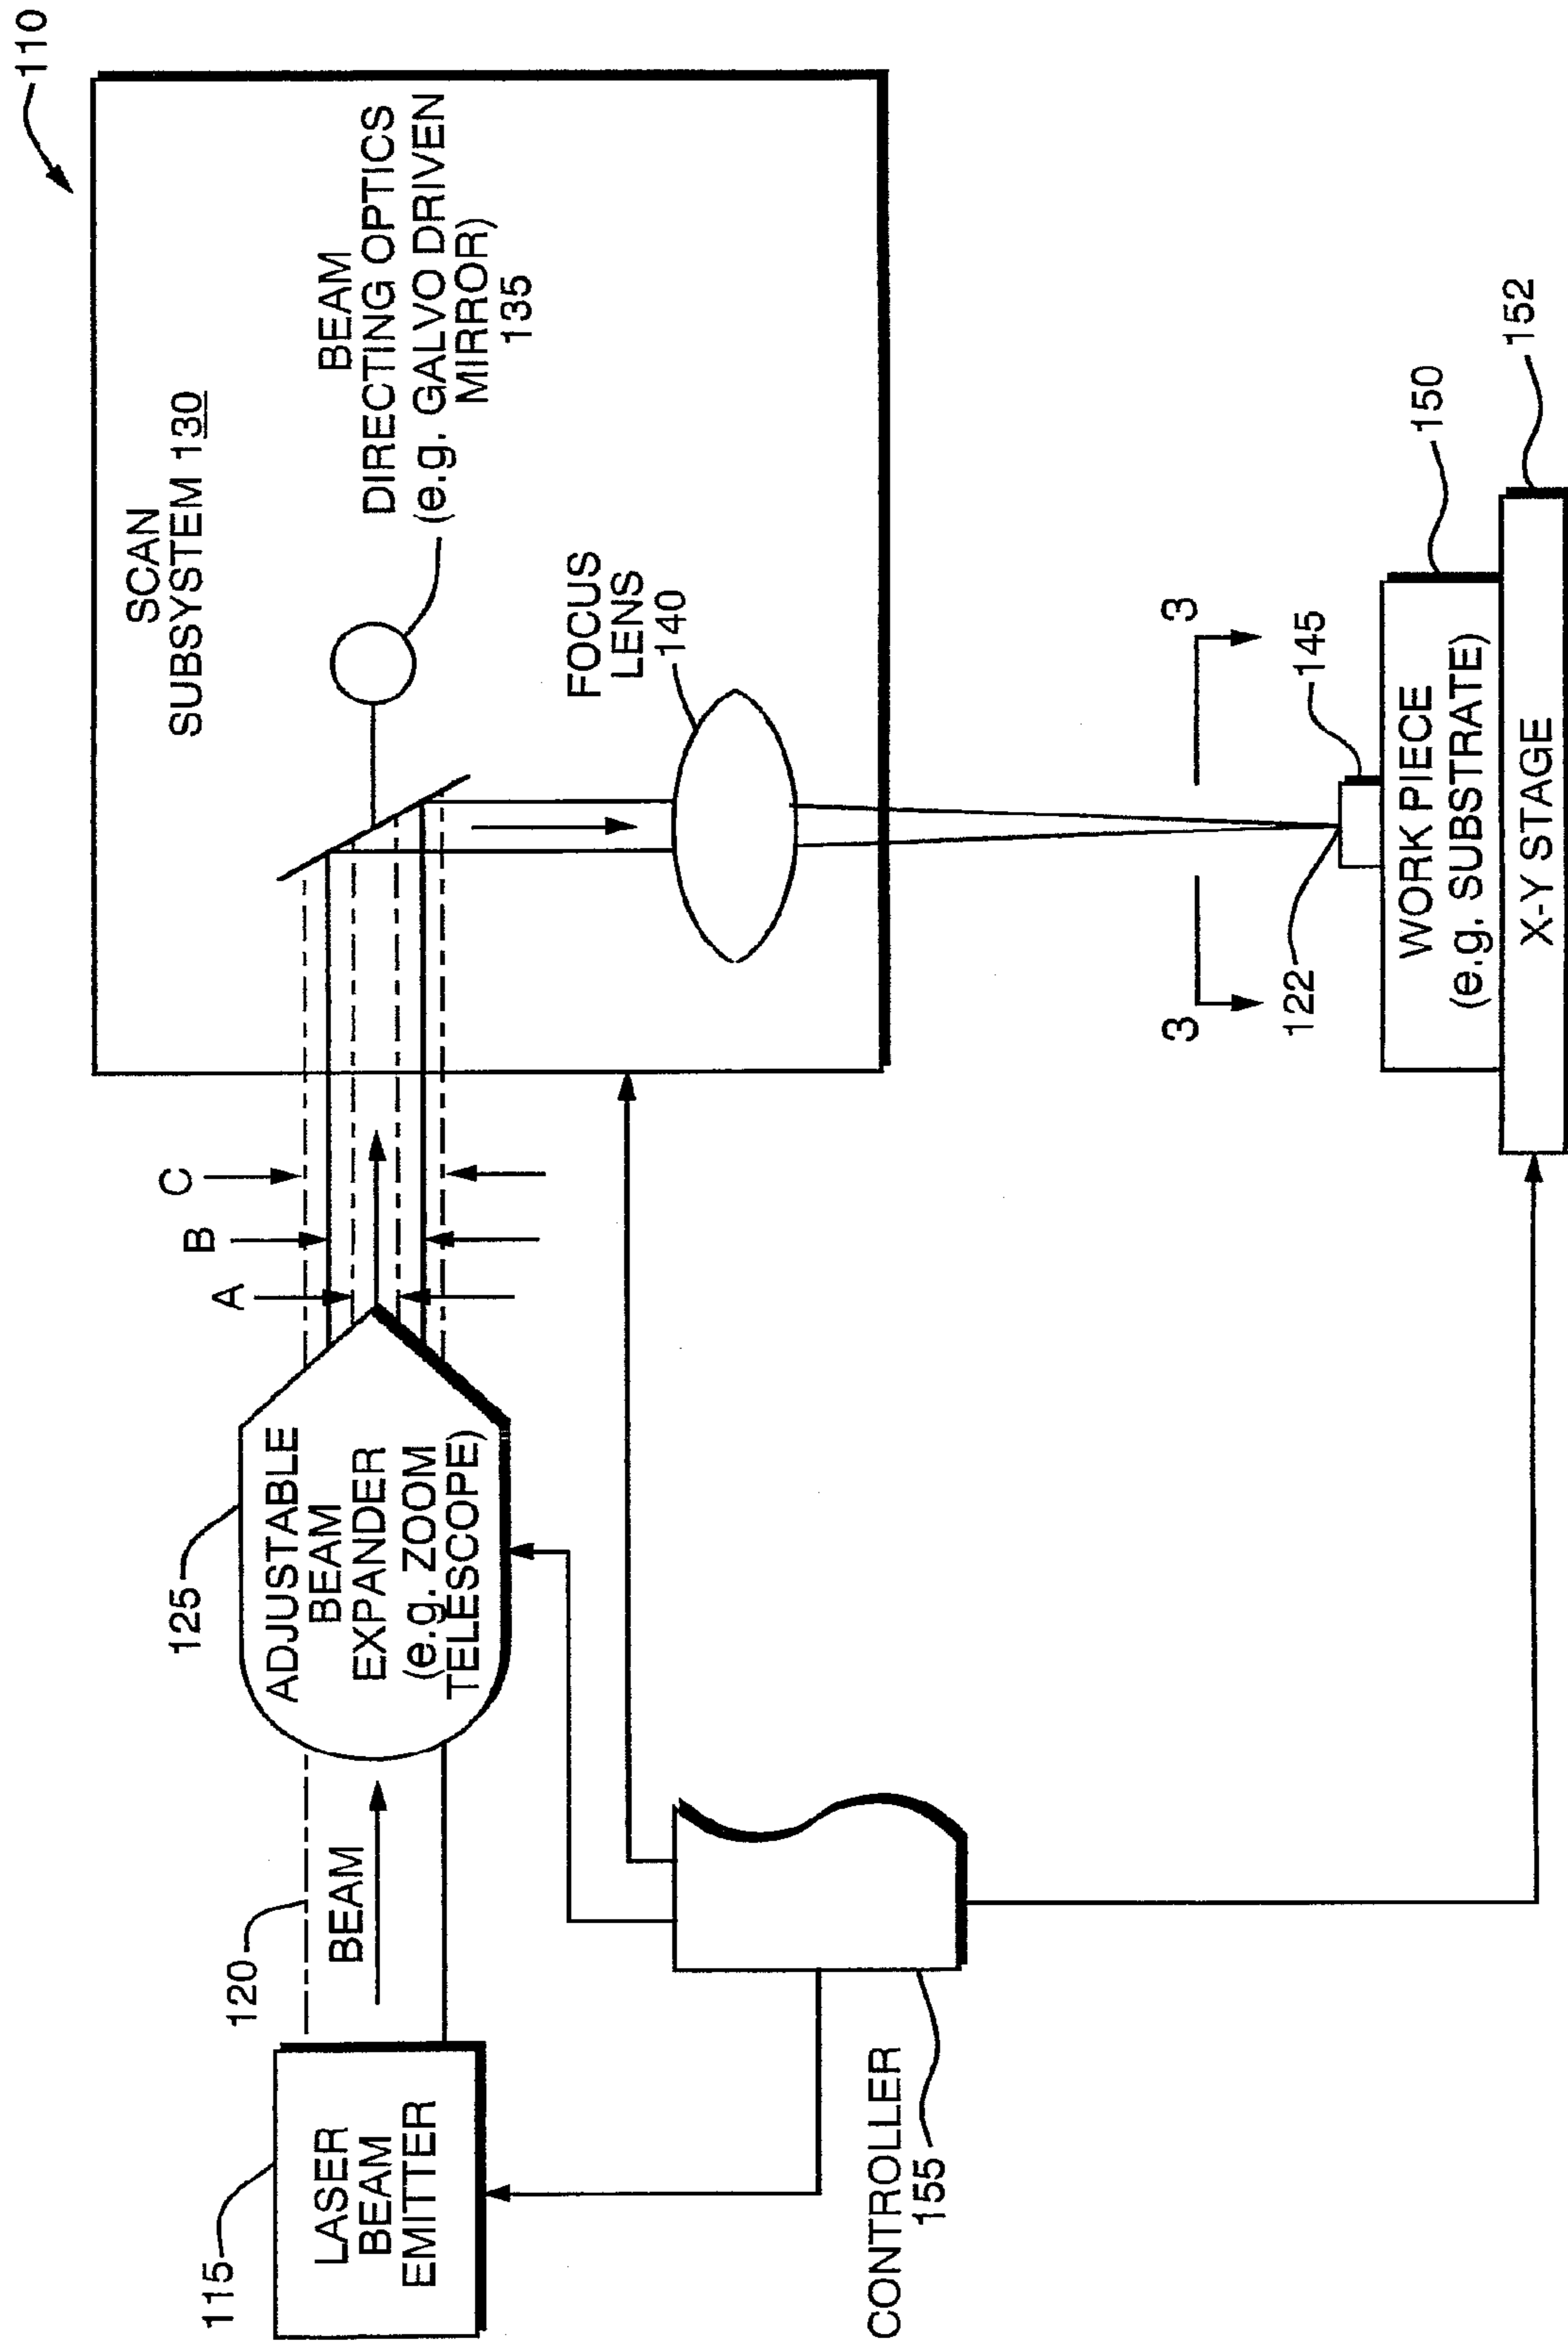 110
SCAN
SUBSYSTEM 130
BEAM
DIRECTING OPTICS
(e.g. GALVO DRIVEN
MIRROR)
135
FOCUS
LENS
140
C
B
A
125
ADJUSTABLE
BEAM
EXPANDER
(e.g. ZOOM
TELESCOPE)
120
BEAM
115
LASER
BEAM
EMITTER
CONTROLLER
155
3
3
122
145
150
WORK PIECE
(e.g. SUBSTRATE)
152
X-Y STAGE